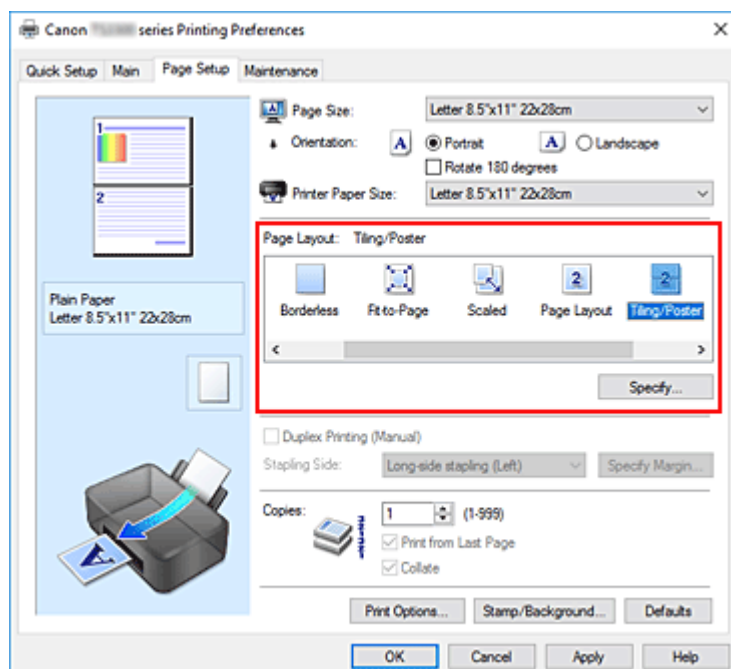 Canon series Printing Preferences
Quick Setup Main Page Setup Maintenance
1
2
Plain Paper
Letter 8.5"x11" 22x28cm
Page Size: Letter 8.5"x11" 22x28cm
Orientation: A Portrait A Landscape
Rotate 180 degrees
Printer Paper Size: Letter 8.5"x11" 22x28cm
Page Layout: Tiling/Poster
2 2
Borderless Fit-to-Page Scaled Page Layout Tiling/Poster
Specify...
Duplex Printing (Manual)
Stapling Side: Long-side stapling (Left) Specify Margin...
Copies: 1 (1-999)
Print from Last Page
Collate
A
Print Options... Stamp/Background... Defaults
OK Cancel Apply Help